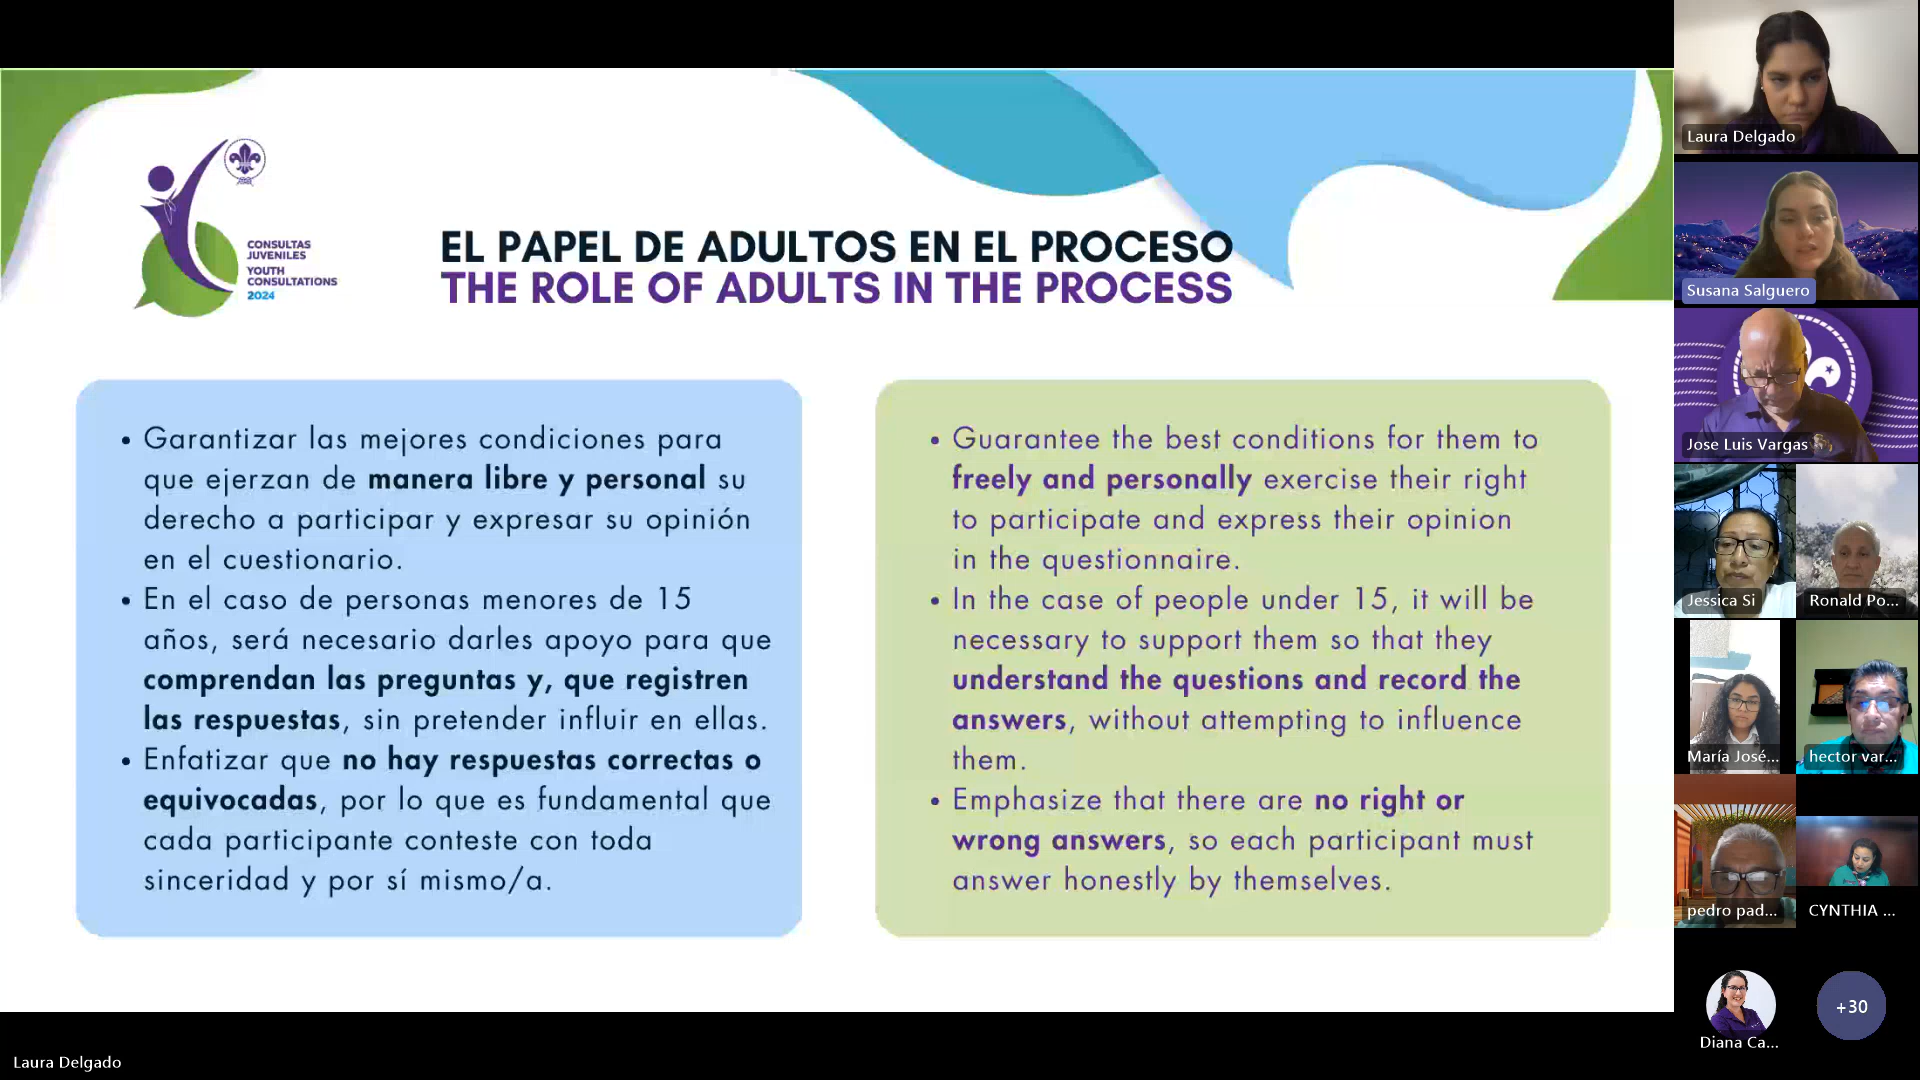 CONSULTAS
JUVENILES
YOUTH
CONSULTATIONS
2024
EL PAPEL DE ADULTOS EN EL PROCESO
THE ROLE OF ADULTS IN THE PROCESS
• Garantizar las mejores condiciones para
que ejerzan de manera libre y personal su
derecho a participar y expresar su opinión
en el cuestionario.
• En el caso de personas menores de 15
años, será necesario darles apoyo para que
comprendan las preguntas y, que registren
las respuestas, sin pretender influir en ellas.
• Enfatizar que no hay respuestas correctas o
equivocadas, por lo que es fundamental que
cada participante conteste con toda
sinceridad y por sí mismo/a.
• Guarantee the best conditions for them to
freely and personally exercise their right
to participate and express their opinion
in the questionnaire.
• In the case of people under 15, it will be
necessary to support them so that they
understand the questions and record the
answers, without attempting to influence
them.
• Emphasize that there are no right or
wrong answers, so each participant must
answer honestly by themselves.
Laura Delgado
Susana Salguero
Jose Luis Vargas
Jessica Si
Ronald Po...
María José...
hector var...
pedro pad...
CYNTHIA ...
Diana Ca...
+30
Laura Delgado